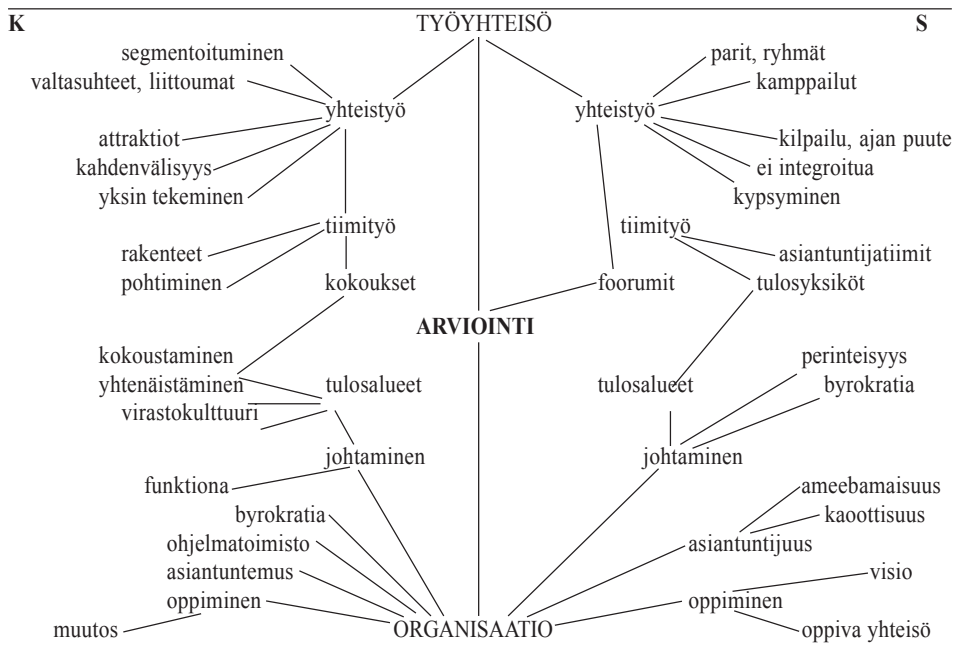 K TYÖYHTEISÖ S
segmentoituminen parit, ryhmät
valtasuhteet, liittoumat kamppailut
yhteistyö yhteistyö
attraktiot kilpailu, ajan puute
kahdenvälisyys ei integroitua
yksin tekeminen kypsyminen
tiimityö tiimityö
rakenteet asiantuntijatiimit
pohtiminen kokoukset foorumit tulosyksiköt
ARVIOINTI
kokoustaminen perinteisyys
yhtenäistäminen tulosalueet tulosalueet byrokratia
virastokulttuuri
johtaminen johtaminen
funktiona ameebamaisuus
byrokratia kaoottisuus
ohjelmatoimisto asiantuntijuus
asiantuntemus visio
oppiminen oppiminen
muutos ORGANISAATIO oppiva yhteisö